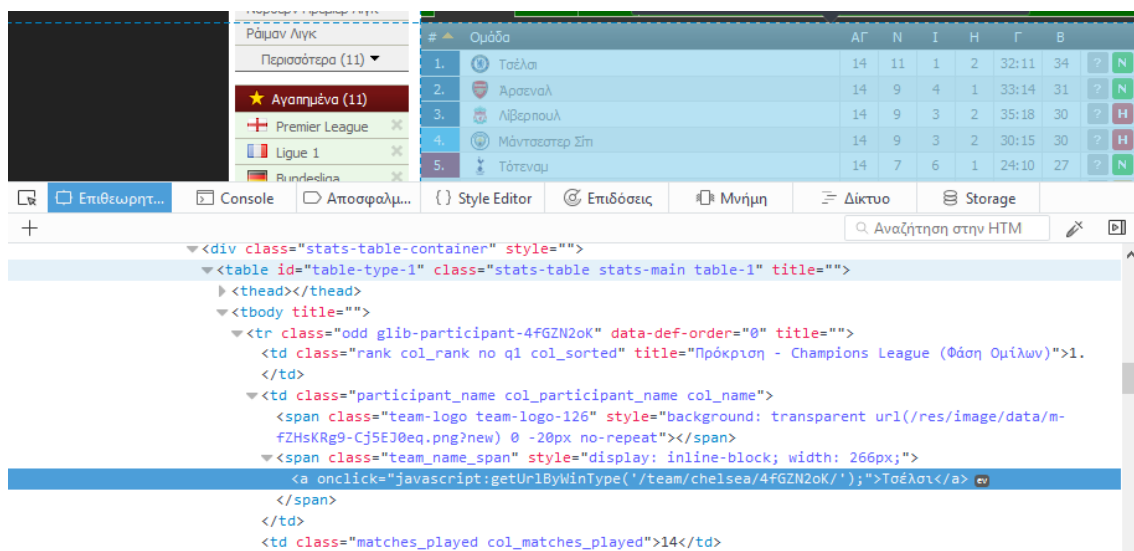 Ράιμαν Λιγκ
Περισσότερα (11)
Αγαπημένα (11)
Premier League
Ligue 1
Bundesliga
# Ομάδα ΑΓ Ν Ι Η Γ Β
1. Τσέλσι 14 11 1 2 32:11 34 ? Ν
2. Άρσεναλ 14 9 4 1 33:14 31 ? Ν
3. Λίβερπουλ 14 9 3 2 35:18 30 ? Η
4. Μάντσεστερ Σίτι 14 9 3 2 30:15 30 ? Η
5. Τότεναμ 14 7 6 1 24:10 27 ? Ν
Επιθεωρητ... Console Αποσφαλμ... {} Style Editor Επιδόσεις Μνήμη Δίκτυο Storage
+ Αναζήτηση στην HTM
<div class="stats-table-container" style="">
<table id="table-type-1" class="stats-table stats-main table-1" title="">
<thead></thead>
<tbody title="">
<tr class="odd glib-participant-4fGZN2oK" data-def-order="0" title="">
<td class="rank col_rank no q1 col_sorted" title="Πρόκριση - Champions League (Φάση Ομίλων)">1.
</td>
<td class="participant_name col_participant_name col_name">
<span class="team-logo team-logo-126" style="background: transparent url(/res/image/data/m-
fZHsKRg9-Cj5EJ0eq.png?new) 0 -20px no-repeat"></span>
<span class="team_name_span" style="display: inline-block; width: 266px;">
<a onclick="javascript:getUrlByWinType('/team/chelsea/4fGZN2oK/');">Τσέλσι</a> ev
</span>
</td>
<td class="matches_played col_matches_played">14</td>